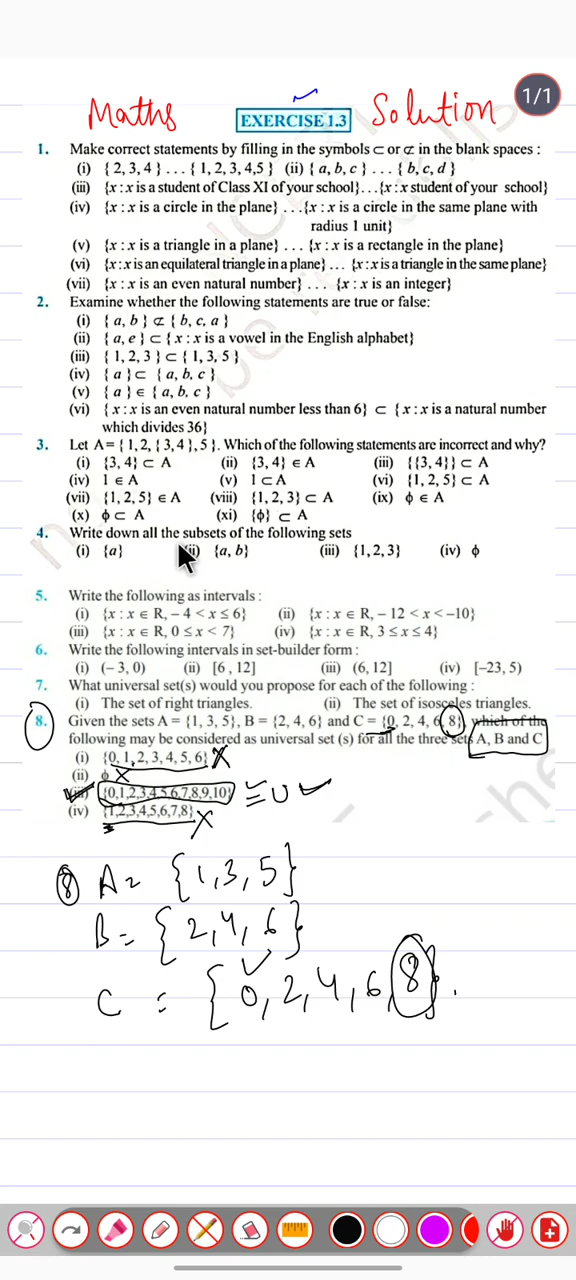 1/1
Maths EXERCISE 1.3 Solution
1. Make correct statements by filling in the symbols ⊂ or ⊄ in the blank spaces :
(i) { 2, 3, 4 } . . . { 1, 2, 3, 4,5 } (ii) { a, b, c } . . . { b, c, d }
(iii) {x : x is a student of Class XI of your school}. . .{x : x student of your school}
(iv) {x : x is a circle in the plane} . . .{x : x is a circle in the same plane with
radius 1 unit}
(v) {x : x is a triangle in a plane} . . . {x : x is a rectangle in the plane}
(vi) {x : x is an equilateral triangle in a plane} . . . {x : x is a triangle in the same plane}
(vii) {x : x is an even natural number} . . . {x : x is an integer}
2. Examine whether the following statements are true or false:
(i) { a, b } ⊄ { b, c, a }
(ii) { a, e } ⊂ { x : x is a vowel in the English alphabet}
(iii) { 1, 2, 3 } ⊂ { 1, 3, 5 }
(iv) { a } ⊂ { a, b, c }
(v) { a } ∈ { a, b, c }
(vi) { x : x is an even natural number less than 6} ⊂ { x : x is a natural number
which divides 36}
3. Let A = { 1, 2, { 3, 4 }, 5 }. Which of the following statements are incorrect and why?
(i) {3, 4} ⊂ A (ii) {3, 4} ∈ A (iii) {{3, 4}} ⊂ A
(iv) 1 ∈ A (v) 1 ⊂ A (vi) {1, 2, 5} ⊂ A
(vii) {1, 2, 5} ∈ A (viii) {1, 2, 3} ⊂ A (ix) ϕ ∈ A
(x) ϕ ⊂ A (xi) {ϕ} ⊂ A
4. Write down all the subsets of the following sets
(i) {a} (ii) {a, b} (iii) {1, 2, 3} (iv) ϕ
5. Write the following as intervals :
(i) {x : x ∈ R, – 4 < x ≤ 6} (ii) {x : x ∈ R, – 12 < x < –10}
(iii) {x : x ∈ R, 0 ≤ x < 7} (iv) {x : x ∈ R, 3 ≤ x ≤ 4}
6. Write the following intervals in set-builder form :
(i) (– 3, 0) (ii) [6 , 12] (iii) (6, 12] (iv) [–23, 5)
7. What universal set(s) would you propose for each of the following :
(i) The set of right triangles. (ii) The set of isosceles triangles.
8. Given the sets A = {1, 3, 5}, B = {2, 4, 6} and C = {0, 2, 4, 6, 8}, which of the
following may be considered as universal set (s) for all the three sets A, B and C
(i) {0, 1, 2, 3, 4, 5, 6} X
(ii) ϕ X
(iii) {0,1,2,3,4,5,6,7,8,9,10} ≡ U ✓
(iv) {1,2,3,4,5,6,7,8} X
⑧ A = {1, 3, 5}
B = {2, 4, 6}
C = {0, 2, 4, 6, 8}.